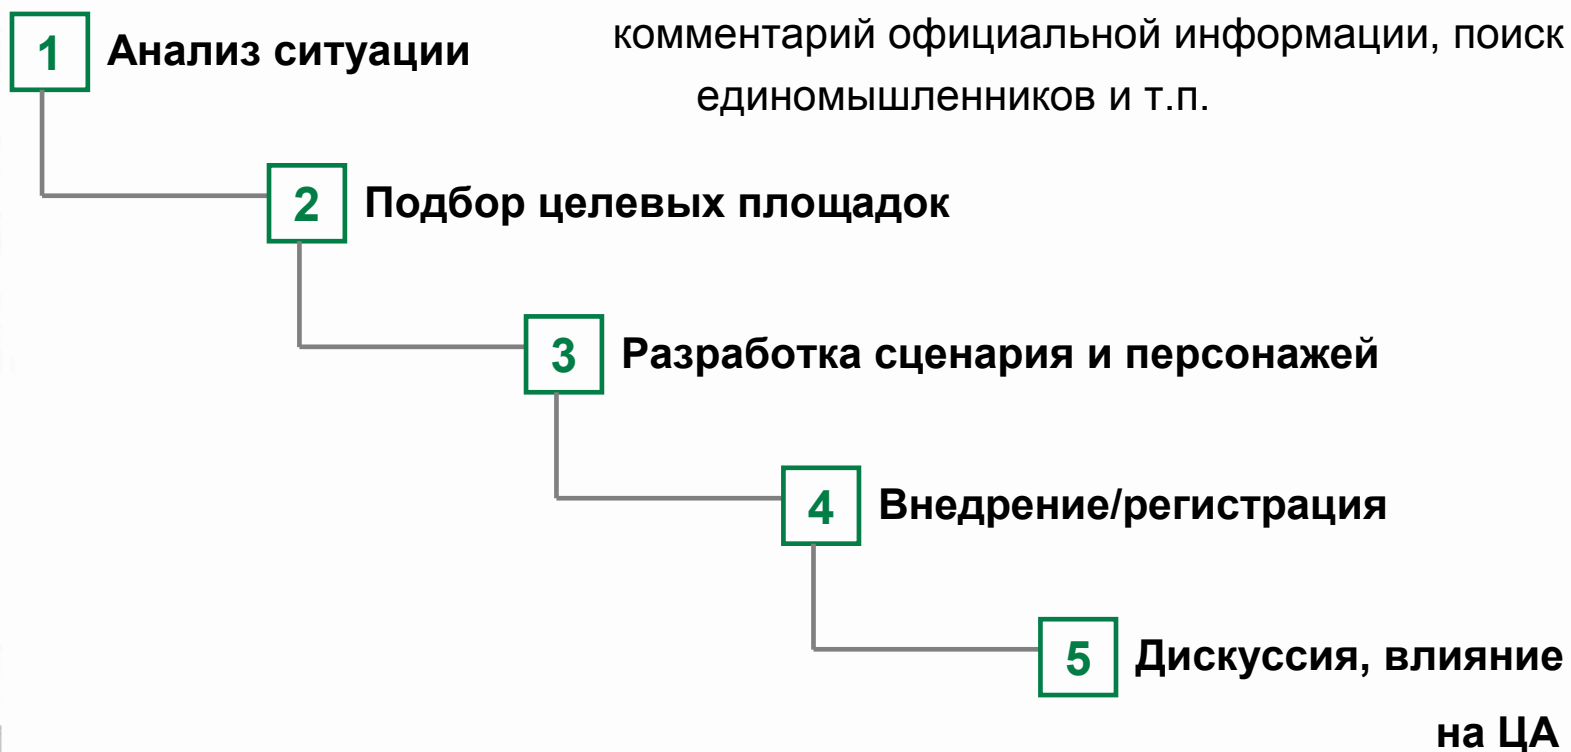 1 Анализ ситуации
комментарий официальной информации, поиск
единомышленников и т.п.
2 Подбор целевых площадок
3 Разработка сценария и персонажей
4 Внедрение/регистрация
5 Дискуссия, влияние
на ЦА